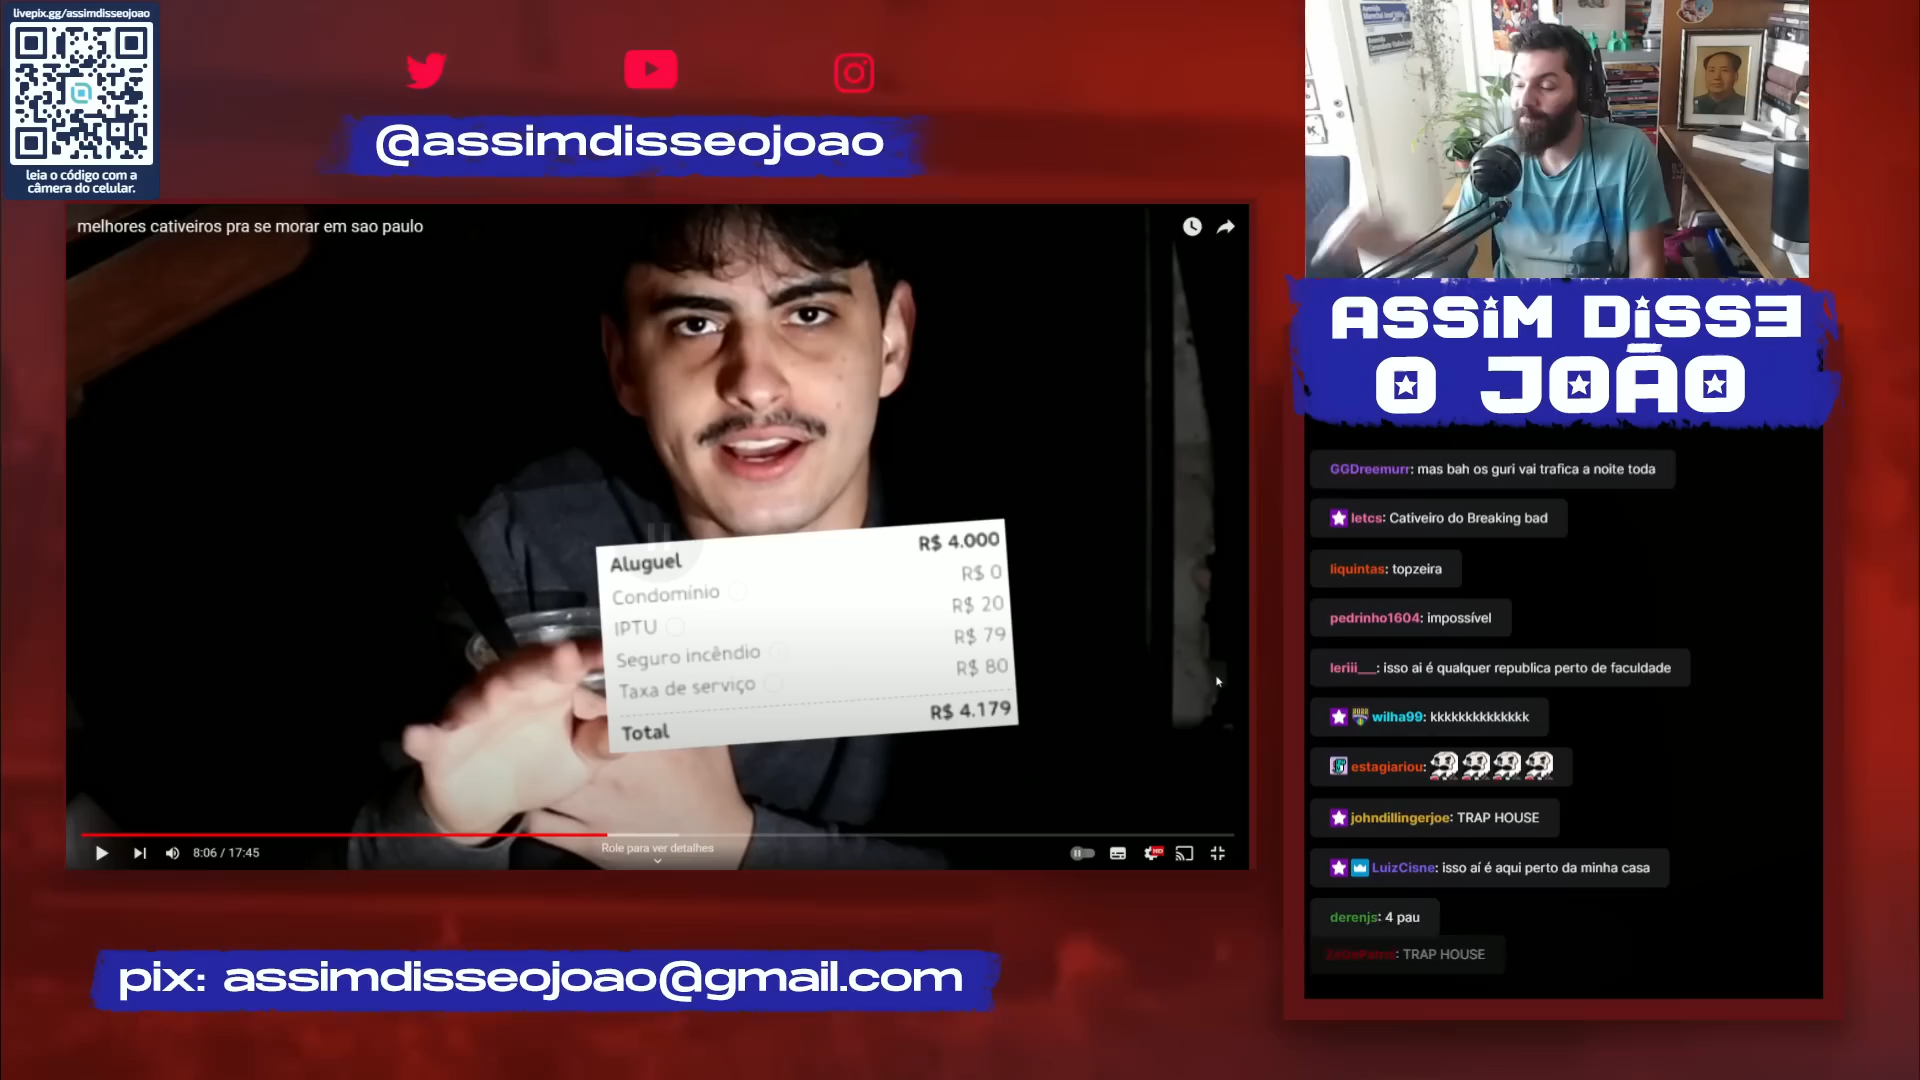 livepix.gg/assimdisseojoao
leia o código com a
câmera do celular.
@assimdisseojoao
melhores cativeiros pra se morar em sao paulo
Aluguel R$ 4.000
Condomínio R$ 0
IPTU R$ 20
Seguro incêndio R$ 79
Taxa de serviço R$ 80
Total R$ 4.179
8:06 / 17:45
Role para ver detalhes
HD
pix: assimdisseojoao@gmail.com
ASSIM DISSE
O JOÃO
GGDreemurr: mas bah os guri vai trafica a noite toda
letcs: Cativeiro do Breaking bad
liquintas: topzeira
pedrinho1604: impossível
leriii___: isso ai é qualquer republica perto de faculdade
wilha99: kkkkkkkkkkkkkk
estagiariou:
johndillingerjoe: TRAP HOUSE
LuizCisne: isso aí é aqui perto da minha casa
derenjs: 4 pau
: TRAP HOUSE